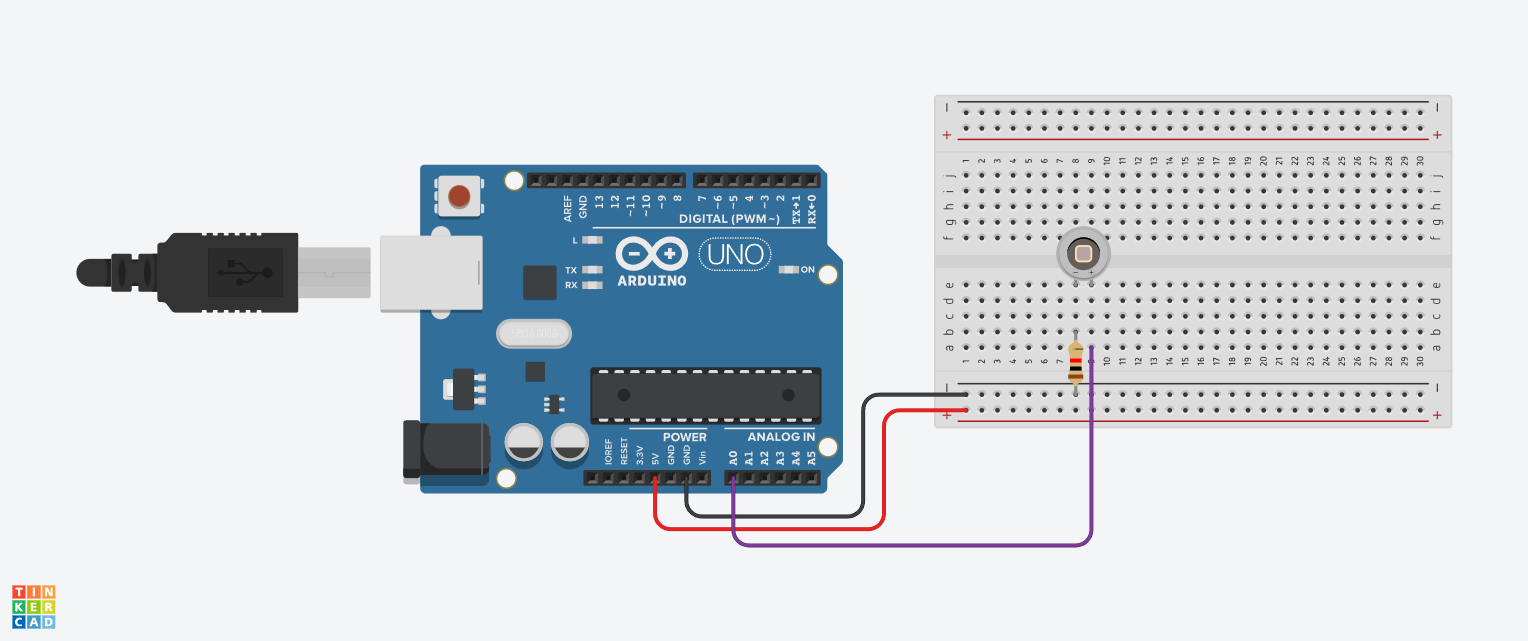 − −
+ +
1 2 3 4 5 6 7 8 9 10 11 12 13 14 15 16 17 18 19 20 21 22 23 24 25 26 27 28 29 30
j j
i i
h h
g g
f f
− +
e e
d d
c c
b b
a a
1 2 3 4 5 6 7 10 11 12 13 14 15 16 17 18 19 20 21 22 23 24 25 26 27 28 29 30
− −
+ +
AREF GND 13 12 ~11 ~10 ~9 8 7 ~6 ~5 4 ~3 2 TX→1 RX←0
DIGITAL (PWM ~)
L
TX
RX
− +
UNO
ARDUINO
ON
POWER
ANALOG IN
IOREF RESET 3.3V 5V GND GND Vin A0 A1 A2 A3 A4 A5
TIN
KER
CAD